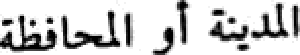 المدينة أو المحافظة